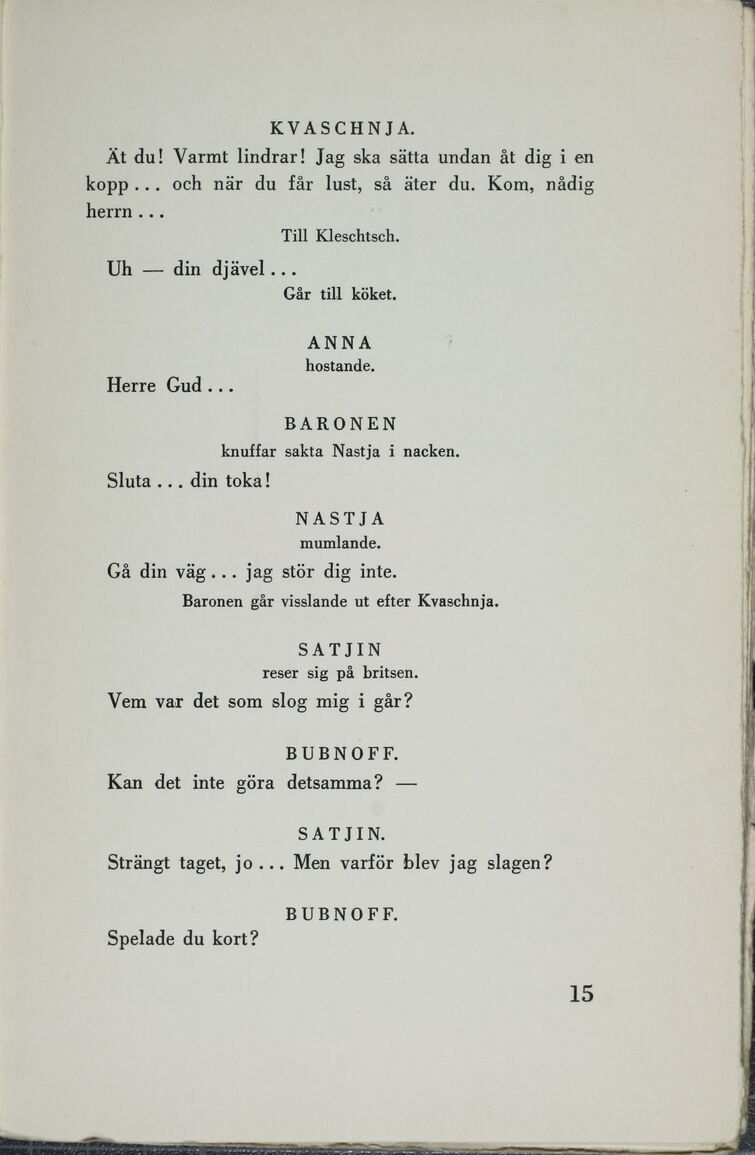 KVASCHNJA.
Ät du! Varmt lindrar! Jag ska sätta undan åt dig i en
kopp... och när du får lust, så äter du. Kom, nådig
herrn...
Till Kleschtsch.
Uh — din djävel...
Går till köket.
ANNA
hostande.
Herre Gud...
BARONEN
knuffar sakta Nastja i nacken.
Sluta... din toka!
NASTJA
mumlande.
Gå din väg... jag stör dig inte.
Baronen går visslande ut efter Kvaschnja.
SATJIN
reser sig på britsen.
Vem var det som slog mig i går?
BUBNOFF.
Kan det inte göra detsamma? —
SATJIN.
Strängt taget, jo... Men varför blev jag slagen?
BUBNOFF.
Spelade du kort?
15